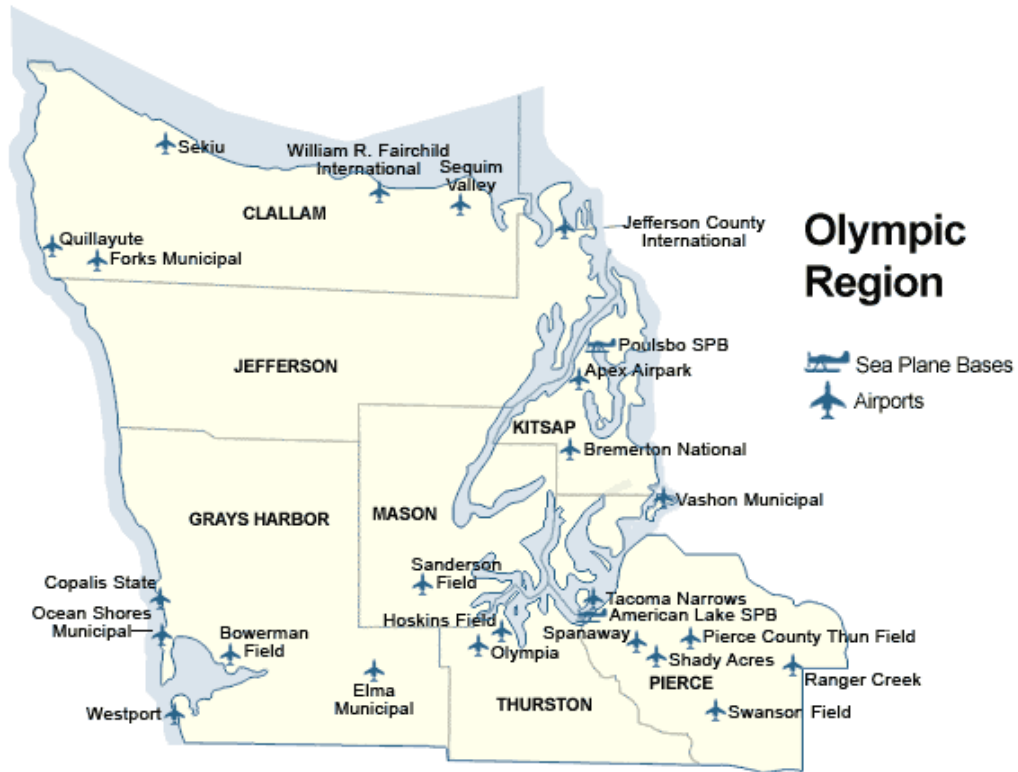 Sekiu
William R. Fairchild
International
Sequim
Valley
CLALLAM
Jefferson County
International
Quillayute
Forks Municipal
Olympic
Region
Sea Plane Bases
Airports
JEFFERSON
Poulsbo SPB
Apex Airpark
KITSAP
Bremerton National
Vashon Municipal
GRAYS HARBOR
MASON
Sanderson
Field
Copalis State
Ocean Shores
Municipal
Bowerman
Field
Hoskins Field
Olympia
Tacoma Narrows
American Lake SPB
Spanaway
Pierce County Thun Field
Shady Acres
Ranger Creek
PIERCE
Elma
Municipal
THURSTON
Westport
Swanson Field